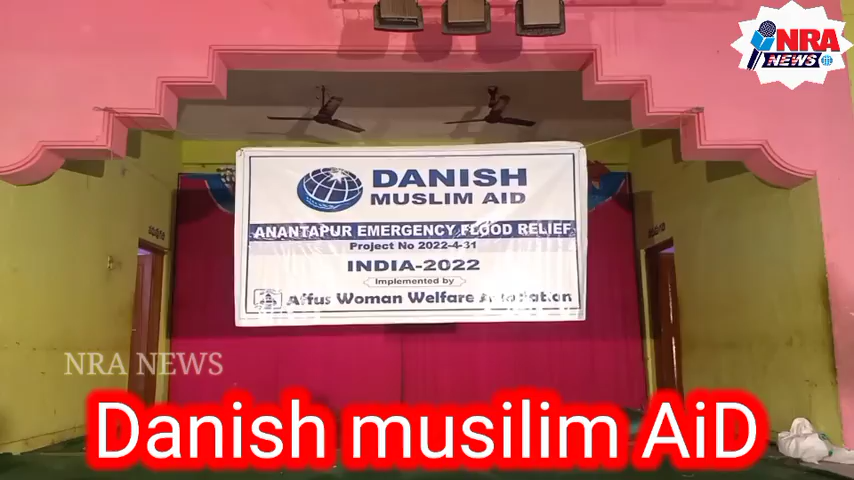 NRA
NEWS
DANISH
MUSLIM AID
ANANTAPUR EMERGENCY FLOOD RELIEF
Project No 2022-4-31
INDIA-2022
Implemented by
Affus Woman Welfare
NRA NEWS
Danish musilim AiD